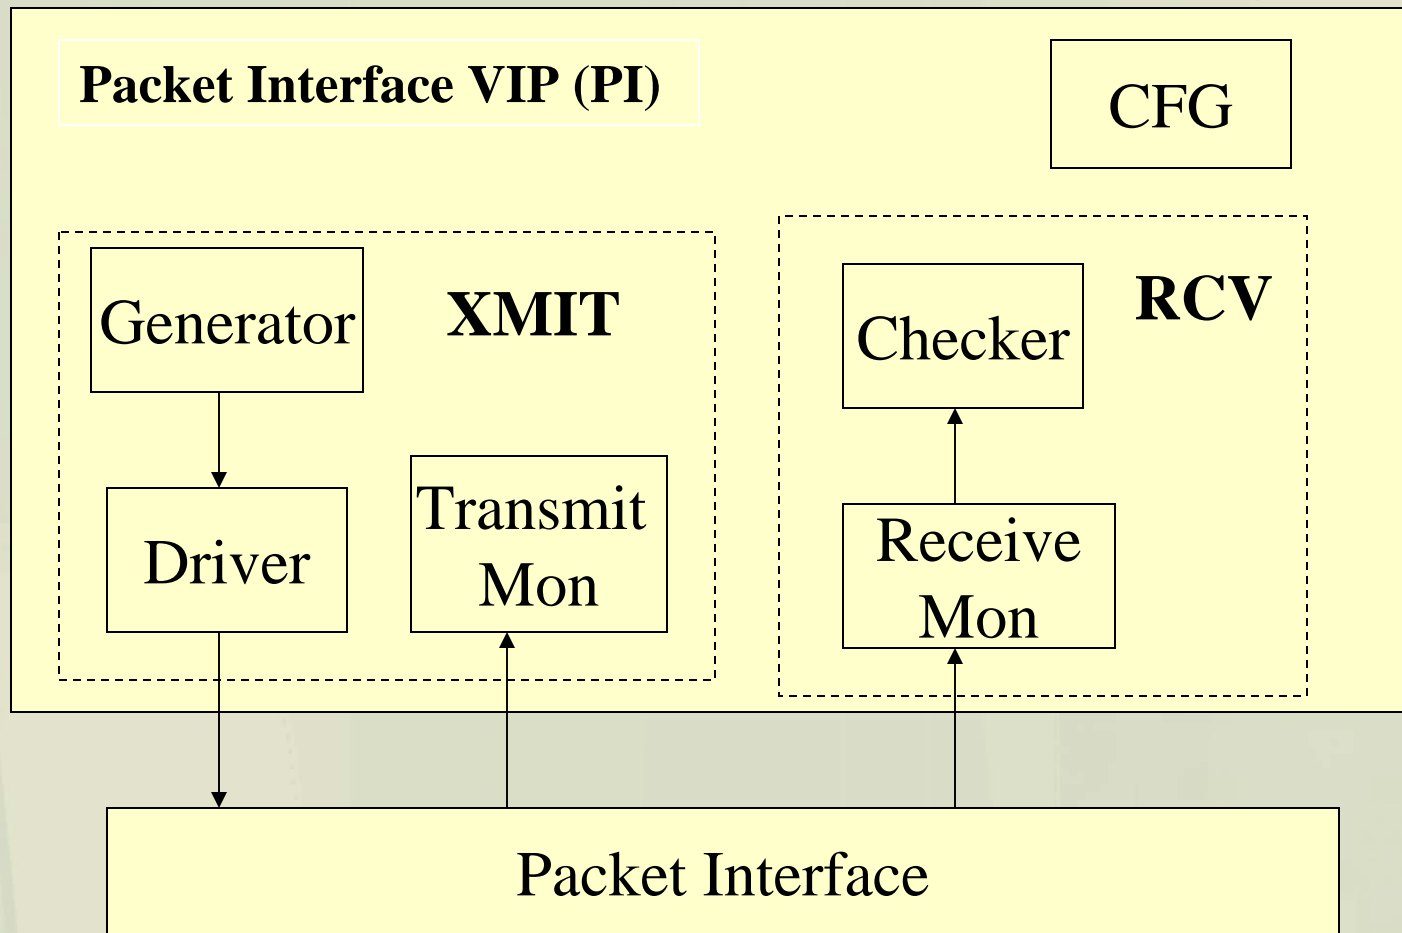 Packet Interface VIP (PI)
CFG
Generator
XMIT
Checker
RCV
Driver
Transmit
Mon
Receive
Mon
Packet Interface